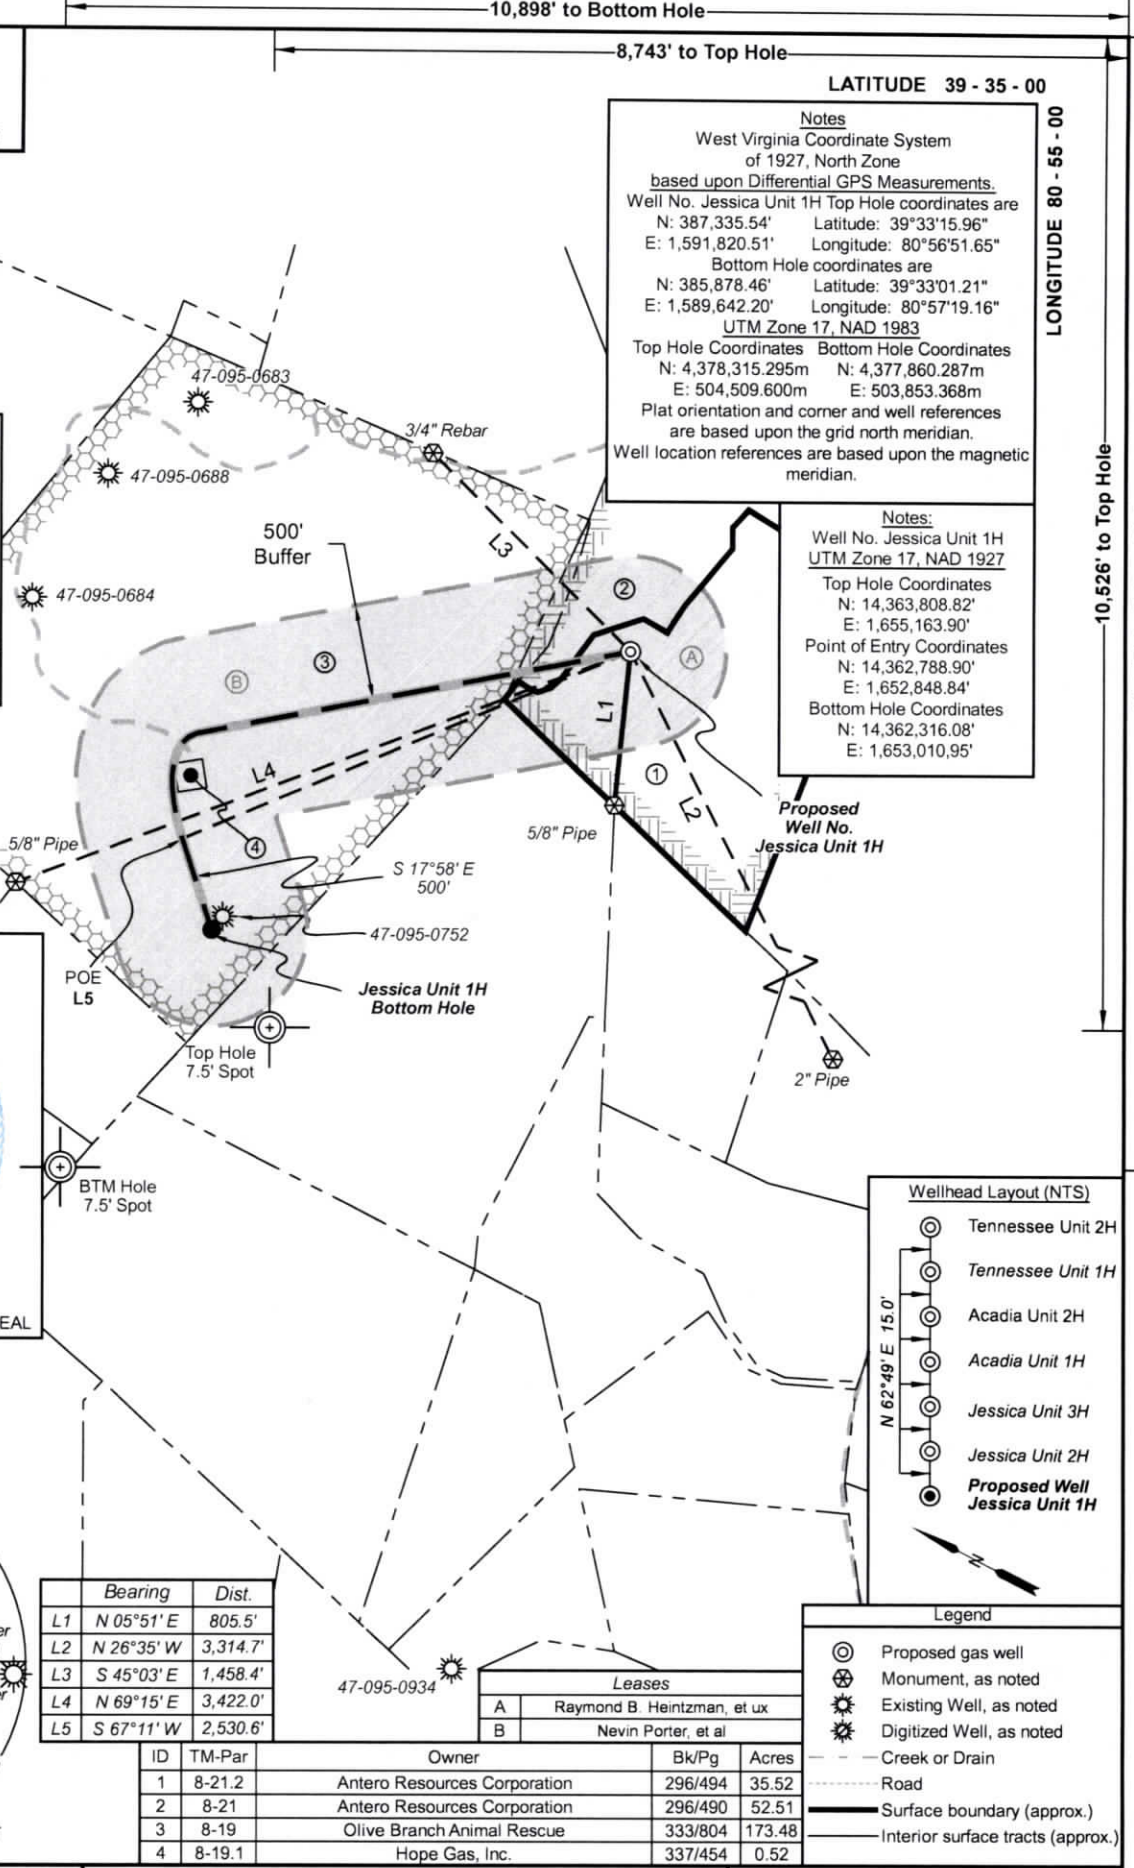 10,898' to Bottom Hole
8,743' to Top Hole
LATITUDE 39 - 35 - 00
LONGITUDE 80 - 55 - 00
10,526' to Top Hole
Notes
West Virginia Coordinate System
of 1927, North Zone
based upon Differential GPS Measurements.
Well No. Jessica Unit 1H Top Hole coordinates are
N: 387,335.54' Latitude: 39°33'15.96"
E: 1,591,820.51' Longitude: 80°56'51.65"
Bottom Hole coordinates are
N: 385,878.46' Latitude: 39°33'01.21"
E: 1,589,642.20' Longitude: 80°57'19.16"
UTM Zone 17, NAD 1983
Top Hole Coordinates Bottom Hole Coordinates
N: 4,378,315.295m N: 4,377,860.287m
E: 504,509.600m E: 503,853.368m
Plat orientation and corner and well references
are based upon the grid north meridian.
Well location references are based upon the magnetic
meridian.
Notes:
Well No. Jessica Unit 1H
UTM Zone 17, NAD 1927
Top Hole Coordinates
N: 14,363,808.82'
E: 1,655,163.90'
Point of Entry Coordinates
N: 14,362,788.90'
E: 1,652,848.84'
Bottom Hole Coordinates
N: 14,362,316.08'
E: 1,653,010,95'
47-095-0683
3/4" Rebar
47-095-0688
500'
Buffer
L3
47-095-0684
2
3
B
A
L1
L4
1
L2
Proposed
Well No.
Jessica Unit 1H
5/8" Pipe
5/8" Pipe
4
S 17°58' E
500'
47-095-0752
POE
L5
Jessica Unit 1H
Bottom Hole
Top Hole
7.5' Spot
2" Pipe
BTM Hole
7.5' Spot
EAL
Wellhead Layout (NTS)
Tennessee Unit 2H
Tennessee Unit 1H
Acadia Unit 2H
Acadia Unit 1H
Jessica Unit 3H
Jessica Unit 2H
Proposed Well
Jessica Unit 1H
N 62°49' E 15.0'
N
Bearing Dist.
L1 N 05°51' E 805.5'
L2 N 26°35' W 3,314.7'
L3 S 45°03' E 1,458.4'
L4 N 69°15' E 3,422.0'
L5 S 67°11' W 2,530.6'
47-095-0934
Leases
A Raymond B. Heintzman, et ux
B Nevin Porter, et al
ID TM-Par Owner Bk/Pg Acres
1 8-21.2 Antero Resources Corporation 296/494 35.52
2 8-21 Antero Resources Corporation 296/490 52.51
3 8-19 Olive Branch Animal Rescue 333/804 173.48
4 8-19.1 Hope Gas, Inc. 337/454 0.52
Legend
Proposed gas well
Monument, as noted
Existing Well, as noted
Digitized Well, as noted
Creek or Drain
Road
Surface boundary (approx.)
Interior surface tracts (approx.)